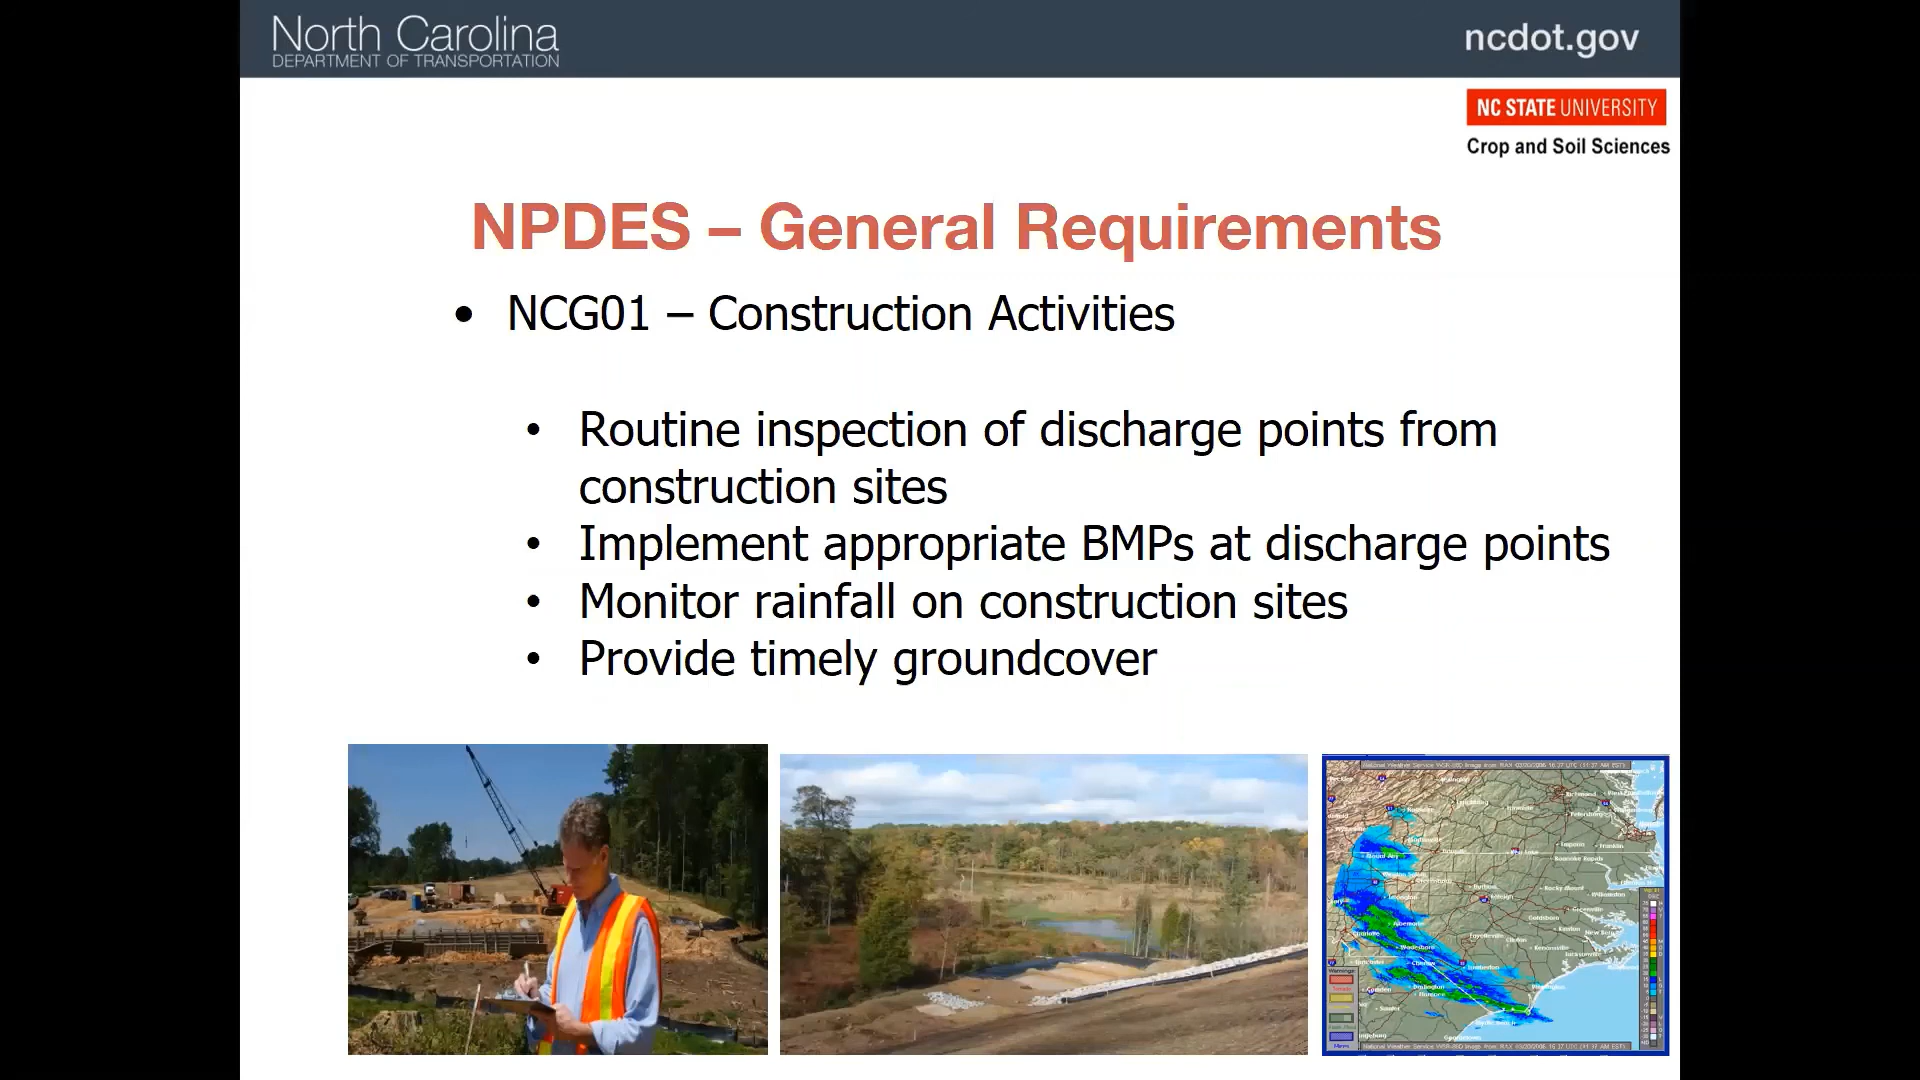 North Carolina
DEPARTMENT OF TRANSPORTATION
ncdot.gov
NC STATE UNIVERSITY
Crop and Soil Sciences
NPDES – General Requirements
• NCG01 – Construction Activities
• Routine inspection of discharge points from
construction sites
• Implement appropriate BMPs at discharge points
• Monitor rainfall on construction sites
• Provide timely groundcover